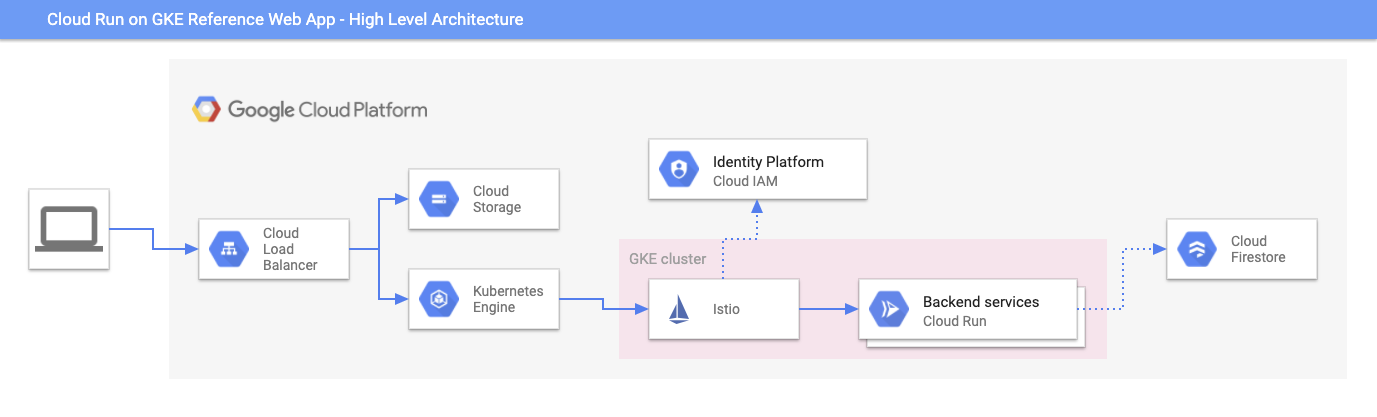 Cloud Run on GKE Reference Web App - High Level Architecture
Google Cloud Platform
Identity Platform
Cloud IAM
Cloud
Storage
Cloud
Load
Balancer
GKE cluster
Kubernetes
Engine
Istio
Backend services
Cloud Run
Cloud
Firestore